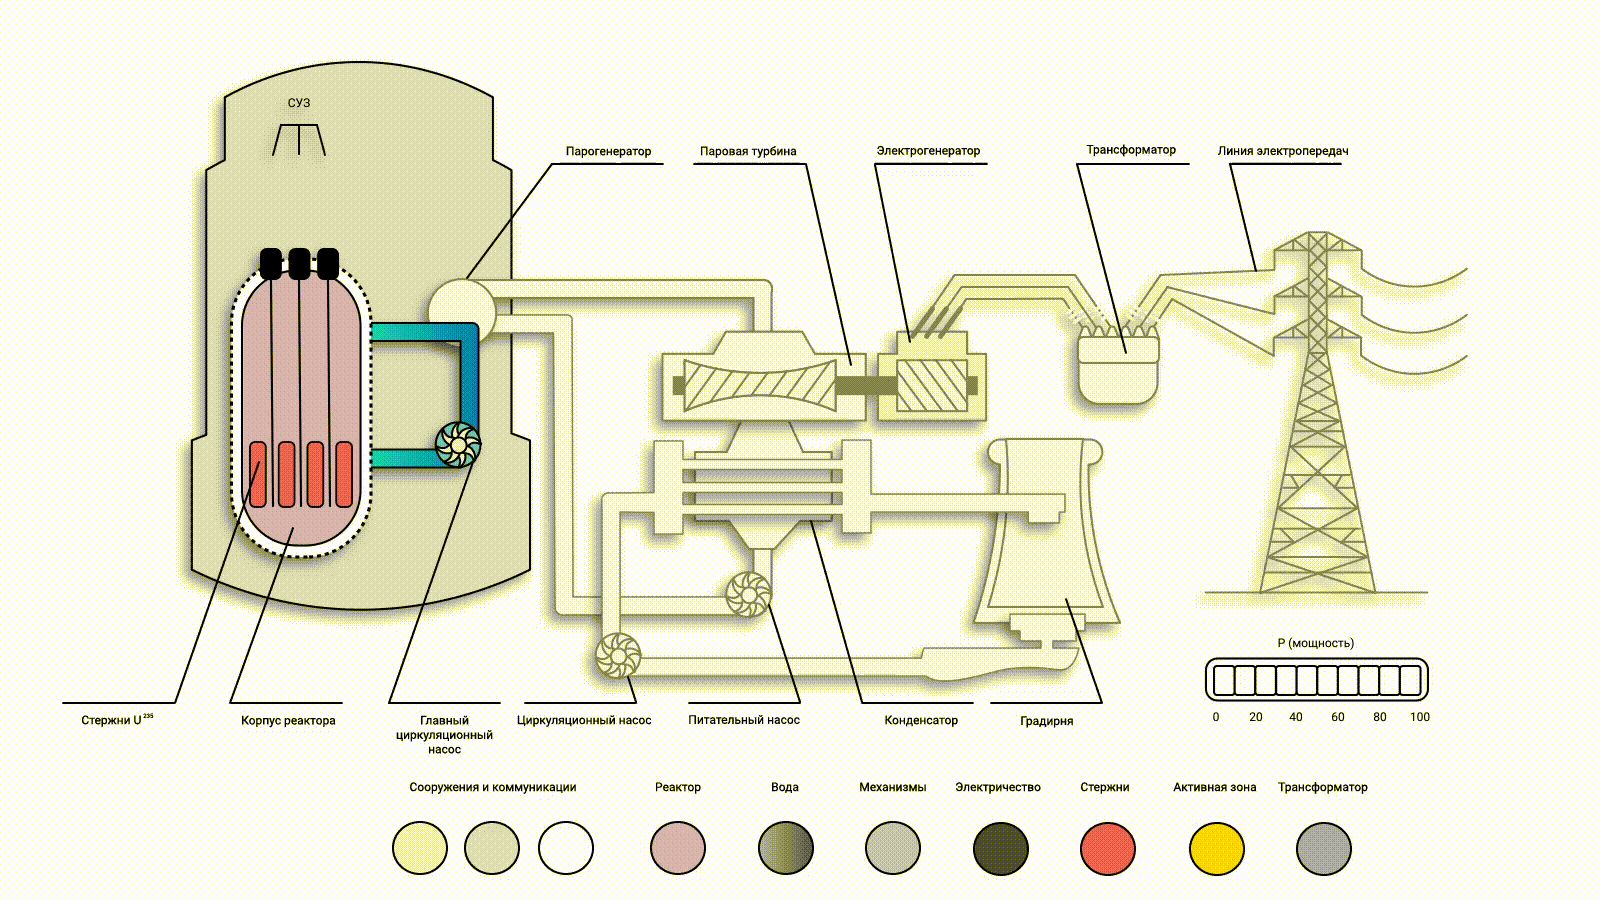 СУЗ
Парогенератор
Паровая турбина
Электрогенератор
Трансформатор
Линия электропередач
P (мощность)
0 20 40 60 80 100
Стержни U 235
Корпус реактора
Главный
циркуляционный
насос
Циркуляционный насос
Питательный насос
Конденсатор
Градирня
Сооружения и коммуникации
Реактор
Вода
Механизмы
Электричество
Стержни
Активная зона
Трансформатор